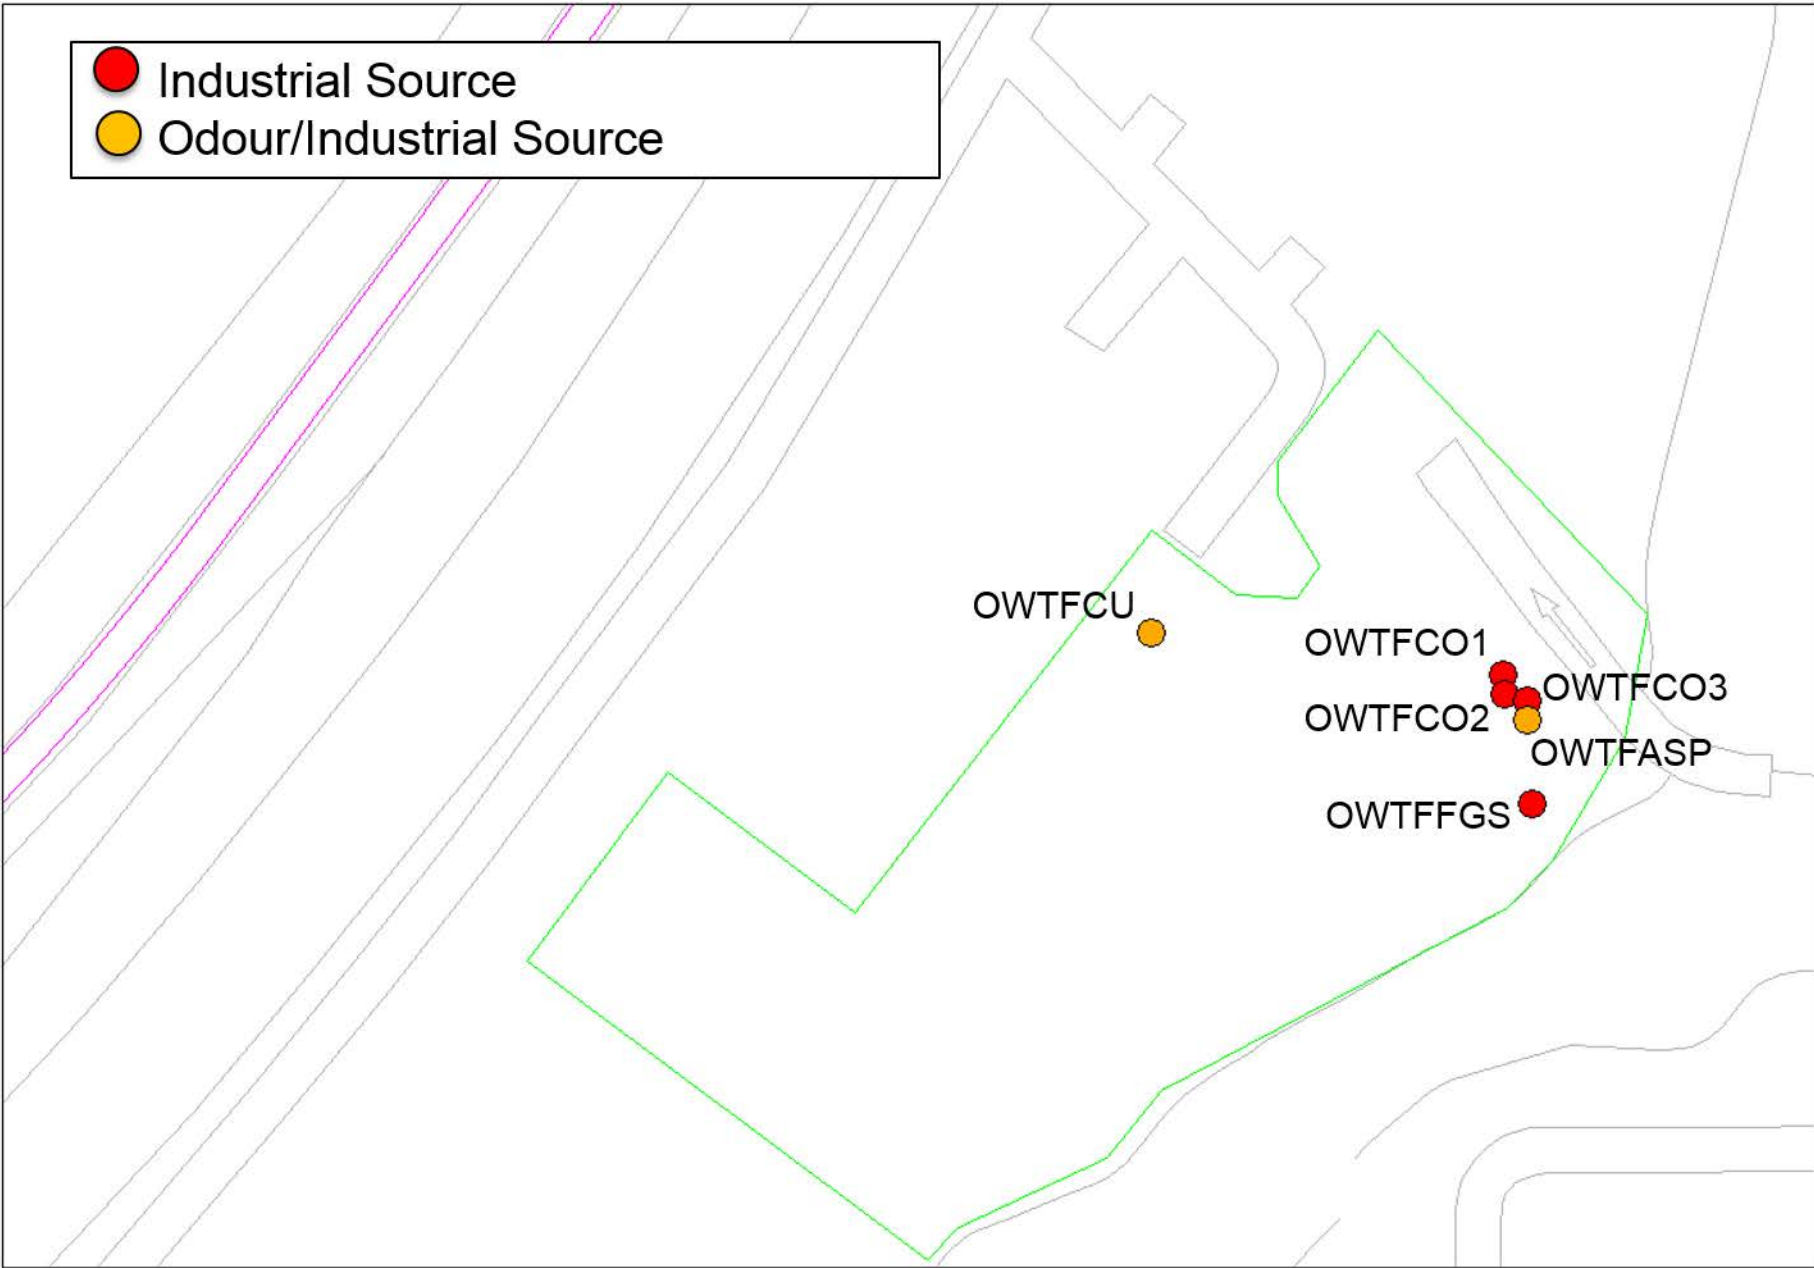 Industrial Source
Odour/Industrial Source
OWTFCU
OWTFCO1
OWTFCO3
OWTFCO2
OWTFASP
OWTFFGS